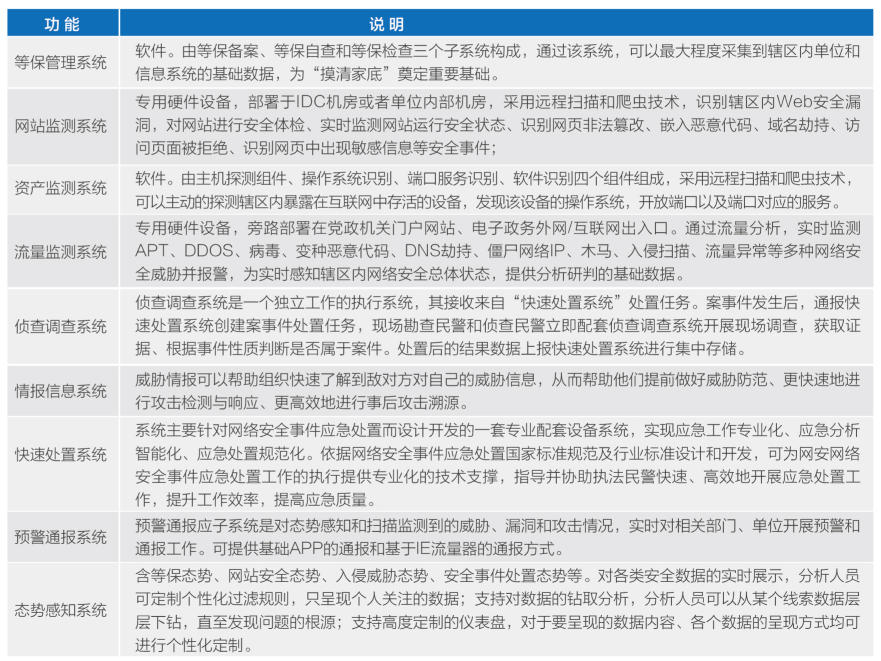 功能 说明
等保管理系统
软件。由等保备案、等保自查和等保检查三个子系统构成，通过该系统，可以最大程度采集到辖区内单位和
信息系统的基础数据，为“摸清家底”奠定重要基础。
网站监测系统
专用硬件设备，部署于IDC机房或者单位内部机房，采用远程扫描和爬虫技术，识别辖区内Web安全漏
洞，对网站进行安全体检、实时监测网站运行安全状态、识别网页非法篡改、嵌入恶意代码、域名劫持、访
问页面被拒绝、识别网页中出现敏感信息等安全事件；
资产监测系统
软件。由主机探测组件、操作系统识别、端口服务识别、软件识别四个组件组成，采用远程扫描和爬虫技术，
可以主动的探测辖区内暴露在互联网中存活的设备，发现该设备的操作系统，开放端口以及端口对应的服务。
流量监测系统
专用硬件设备，旁路部署在党政机关门户网站、电子政务外网/互联网出入口。通过流量分析，实时监测
APT、DDOS、病毒、变种恶意代码、DNS劫持、僵尸网络IP、木马、入侵扫描、流量异常等多种网络安
全威胁并报警，为实时感知辖区内网络安全总体状态，提供分析研判的基础数据。
侦查调查系统
侦查调查系统是一个独立工作的执行系统，其接收来自“快速处置系统”处置任务。案事件发生后，通报快
速处置系统创建案事件处置任务，现场勘查民警和侦查民警立即配套侦查调查系统开展现场调查，获取证
据、根据事件性质判断是否属于案件。处置后的结果数据上报快速处置系统进行集中存储。
情报信息系统
威胁情报可以帮助组织快速了解到敌对方对自己的威胁信息，从而帮助他们提前做好威胁防范、更快速地进
行攻击检测与响应、更高效地进行事后攻击溯源。
快速处置系统
系统主要针对网络安全事件应急处置而设计开发的一套专业配套设备系统，实现应急工作专业化、应急分析
智能化、应急处置规范化。依据网络安全事件应急处置国家标准规范及行业标准设计和开发，可为网安网络
安全事件应急处置工作的执行提供专业化的技术支撑，指导并协助执法民警快速、高效地开展应急处置工
作，提升工作效率，提高应急质量。
预警通报系统
预警通报应子系统是对态势感知和扫描监测到的威胁、漏洞和攻击情况，实时对相关部门、单位开展预警和
通报工作。可提供基础APP的通报和基于IE流量器的通报方式。
态势感知系统
含等保态势、网站安全态势、入侵威胁态势、安全事件处置态势等。对各类安全数据的实时展示，分析人员
可定制个性化过滤规则，只呈现个人关注的数据；支持对数据的钻取分析，分析人员可以从某个线索数据层
层下钻，直至发现问题的根源；支持高度定制的仪表盘，对于要呈现的数据内容、各个数据的呈现方式均可
进行个性化定制。